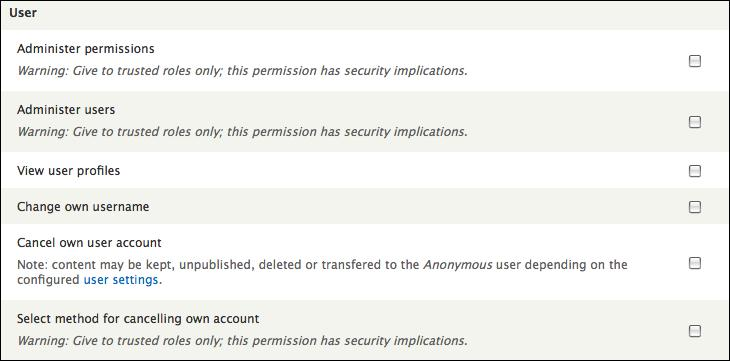 User
Administer permissions
Warning: Give to trusted roles only; this permission has security implications.
Administer users
Warning: Give to trusted roles only; this permission has security implications.
View user profiles
Change own username
Cancel own user account
Note: content may be kept, unpublished, deleted or transfered to the Anonymous user depending on the
configured user settings.
Select method for cancelling own account
Warning: Give to trusted roles only; this permission has security implications.